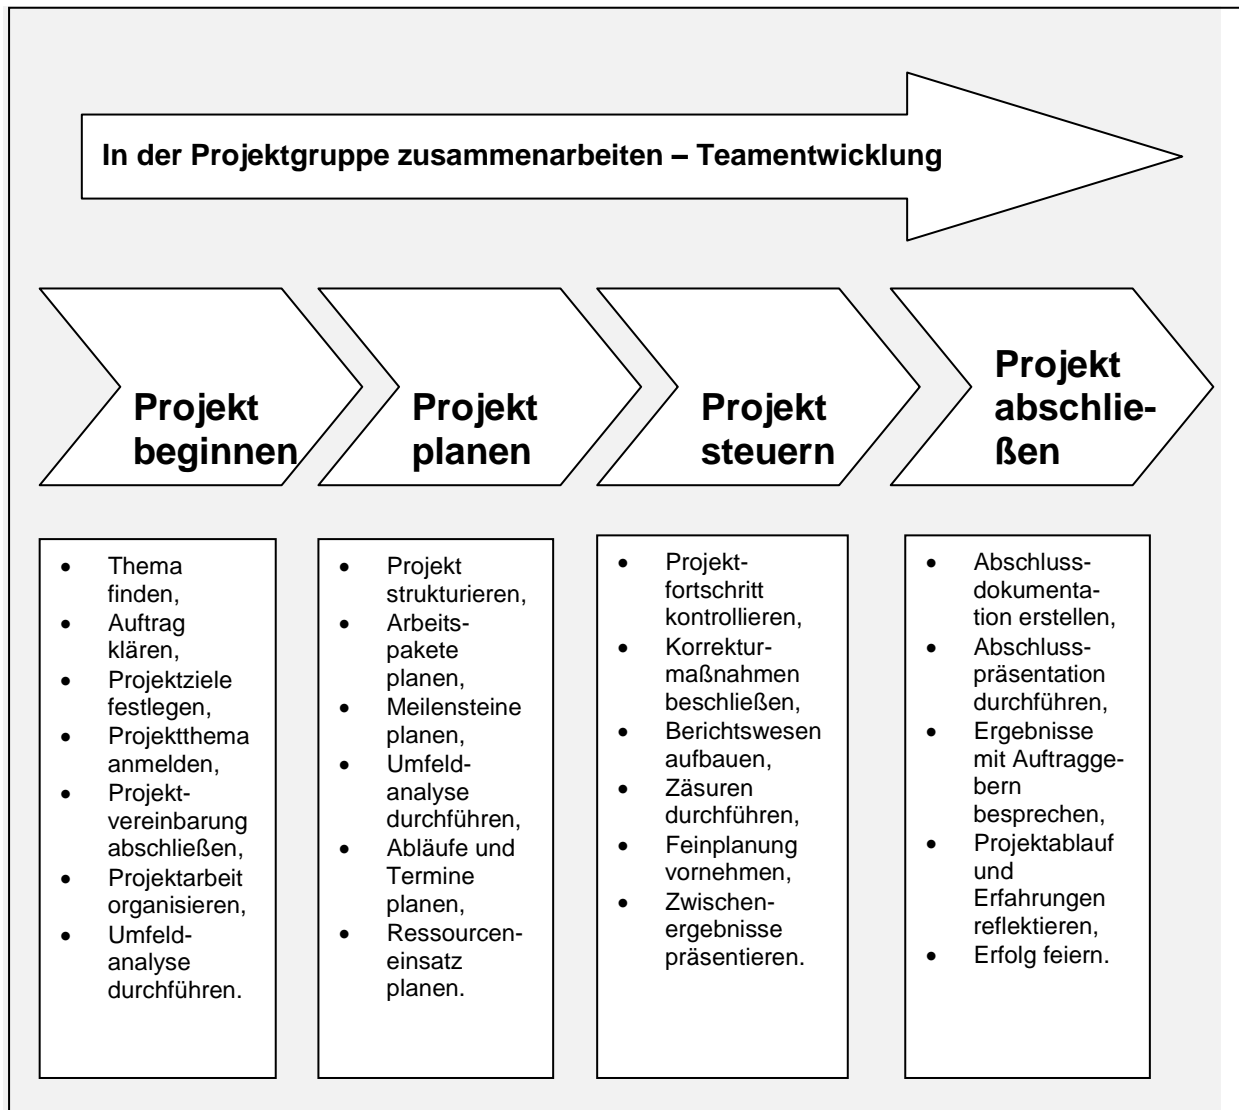 In der Projektgruppe zusammenarbeiten – Teamentwicklung
Projekt
beginnen
Projekt
planen
Projekt
steuern
Projekt
abschlie-
ßen
• Thema
finden,
• Auftrag
klären,
• Projektziele
festlegen,
• Projektthema
anmelden,
• Projekt-
vereinbarung
abschließen,
• Projektarbeit
organisieren,
• Umfeld-
analyse
durchführen.
• Projekt
strukturieren,
• Arbeits-
pakete
planen,
• Meilensteine
planen,
• Umfeld-
analyse
durchführen,
• Abläufe und
Termine
planen,
• Ressourcen-
einsatz
planen.
• Projekt-
fortschritt
kontrollieren,
• Korrektur-
maßnahmen
beschließen,
• Berichtswesen
aufbauen,
• Zäsuren
durchführen,
• Feinplanung
vornehmen,
• Zwischen-
ergebnisse
präsentieren.
• Abschluss-
dokumenta-
tion erstellen,
• Abschluss-
präsentation
durchführen,
• Ergebnisse
mit Auftragge-
bern
besprechen,
• Projektablauf
und
Erfahrungen
reflektieren,
• Erfolg feiern.